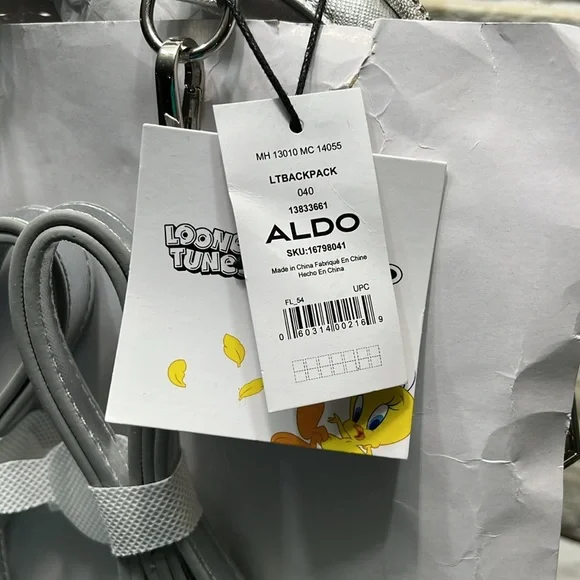 MH 13010 MC 14055
LTBACKPACK
040
13833661
ALDO
SKU:16798041
Made in China Fabriqué En Chine
Hecho En China
FL_54 UPC
0 60314 00216 9
LOONEY
TUNES